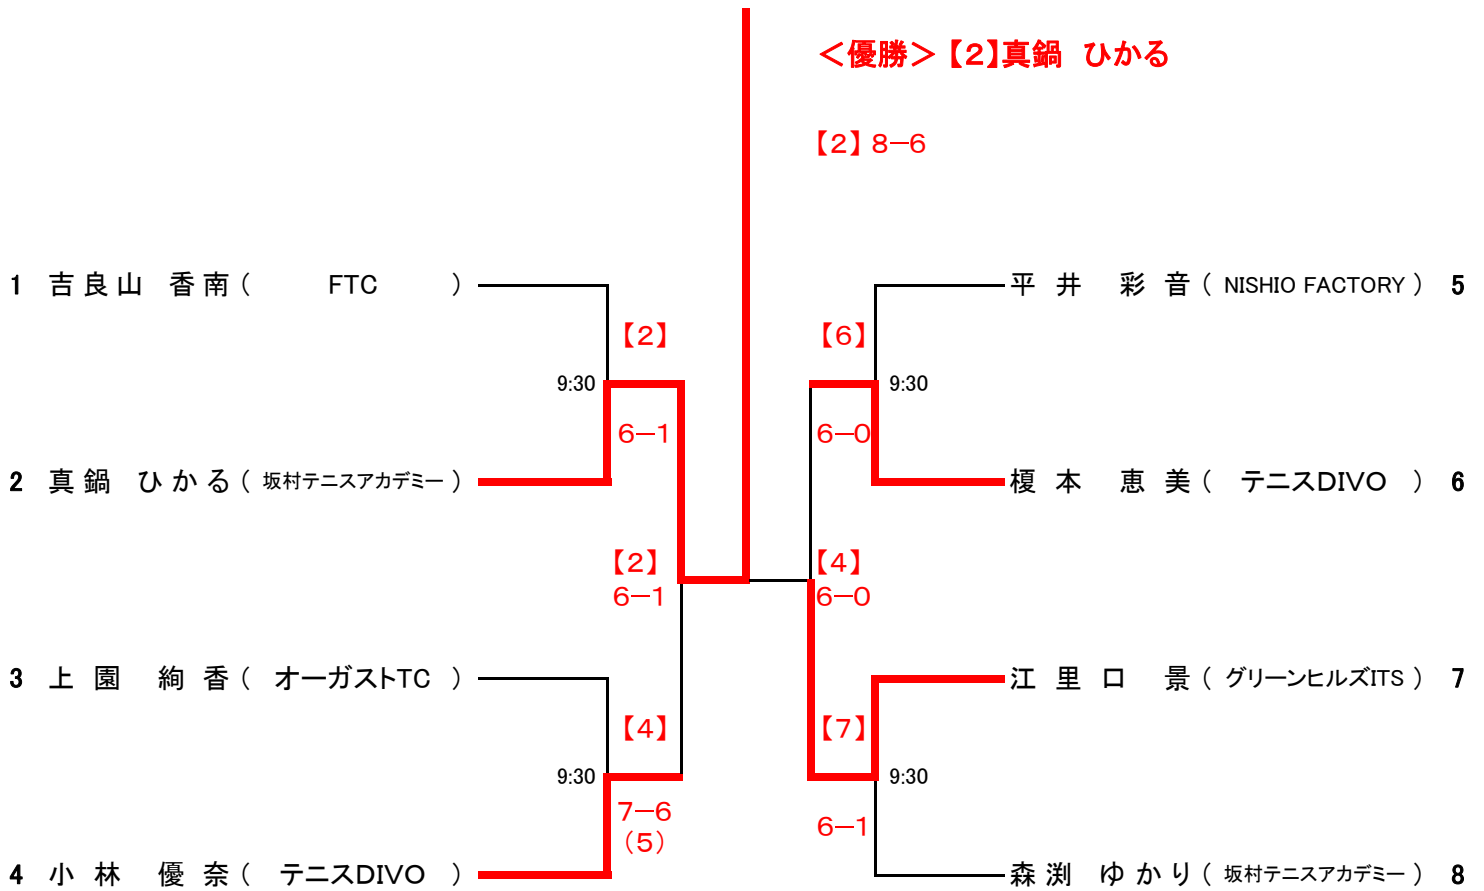 ＜優勝＞【2】真鍋 ひかる
【2】 8－6
1 吉良山 香南（ FTC ）
平井 彩音（ NISHIO FACTORY ） 5
【2】
【6】
9:30
9:30
6－1
6－0
2 真鍋 ひかる（ 坂村テニスアカデミー ）
榎本 恵美（ テニスDIVO ） 6
【2】
6－1
【4】
6－0
3 上園 絢香（ オーガストTC ）
江里口 景（ グリーンヒルズITS ） 7
【4】
【7】
9:30
9:30
7－6
（5）
6－1
4 小林 優奈（ テニスDIVO ）
森渕 ゆかり（ 坂村テニスアカデミー ） 8